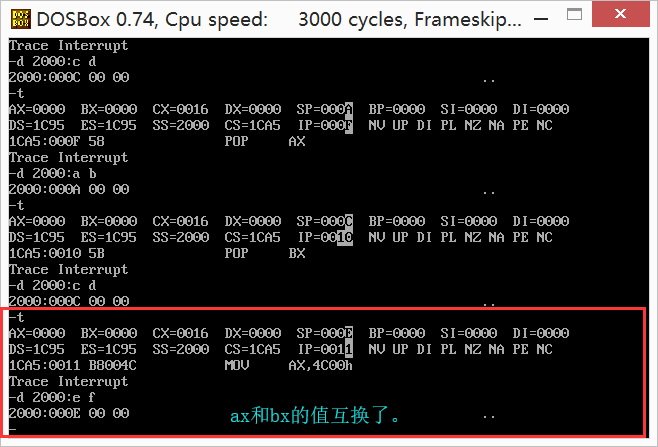 DOSBox 0.74, Cpu speed: 3000 cycles, Frameskip...
Trace Interrupt
-d 2000:c d
2000:000C 00 00 ..
-t
AX=0000 BX=0000 CX=0016 DX=0000 SP=000A BP=0000 SI=0000 DI=0000
DS=1C95 ES=1C95 SS=2000 CS=1CA5 IP=000F NV UP DI PL NZ NA PE NC
1CA5:000F 58 POP AX
Trace Interrupt
-d 2000:a b
2000:000A 00 00 ..
-t
AX=0000 BX=0000 CX=0016 DX=0000 SP=000C BP=0000 SI=0000 DI=0000
DS=1C95 ES=1C95 SS=2000 CS=1CA5 IP=0010 NV UP DI PL NZ NA PE NC
1CA5:0010 5B POP BX
Trace Interrupt
-d 2000:c d
2000:000C 00 00 ..
-t
AX=0000 BX=0000 CX=0016 DX=0000 SP=000E BP=0000 SI=0000 DI=0000
DS=1C95 ES=1C95 SS=2000 CS=1CA5 IP=0011 NV UP DI PL NZ NA PE NC
1CA5:0011 B8004C MOV AX,4C00h
Trace Interrupt
-d 2000:e f
2000:000E 00 00 ..
ax和bx的值互换了。
-